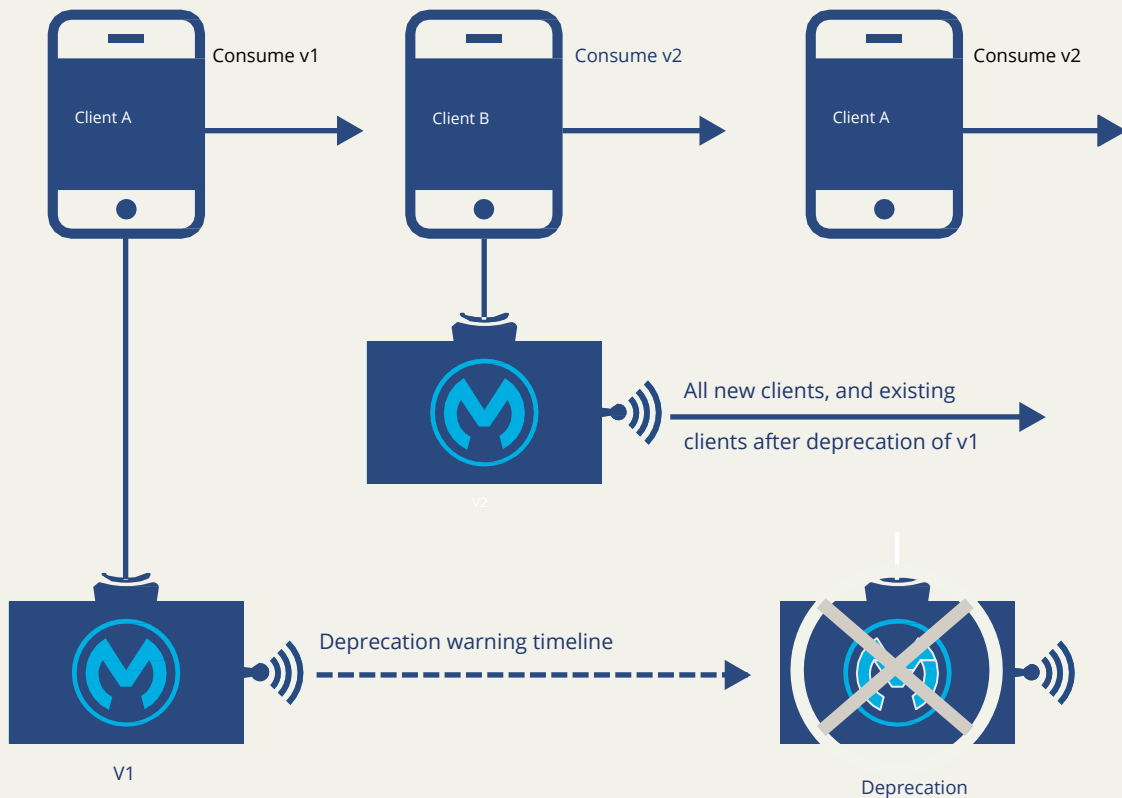 Consume v1
Consume v2
Consume v2
Client A
Client B
Client A
All new clients, and existing
clients after deprecation of v1
V2
Deprecation warning timeline
V1
Deprecation